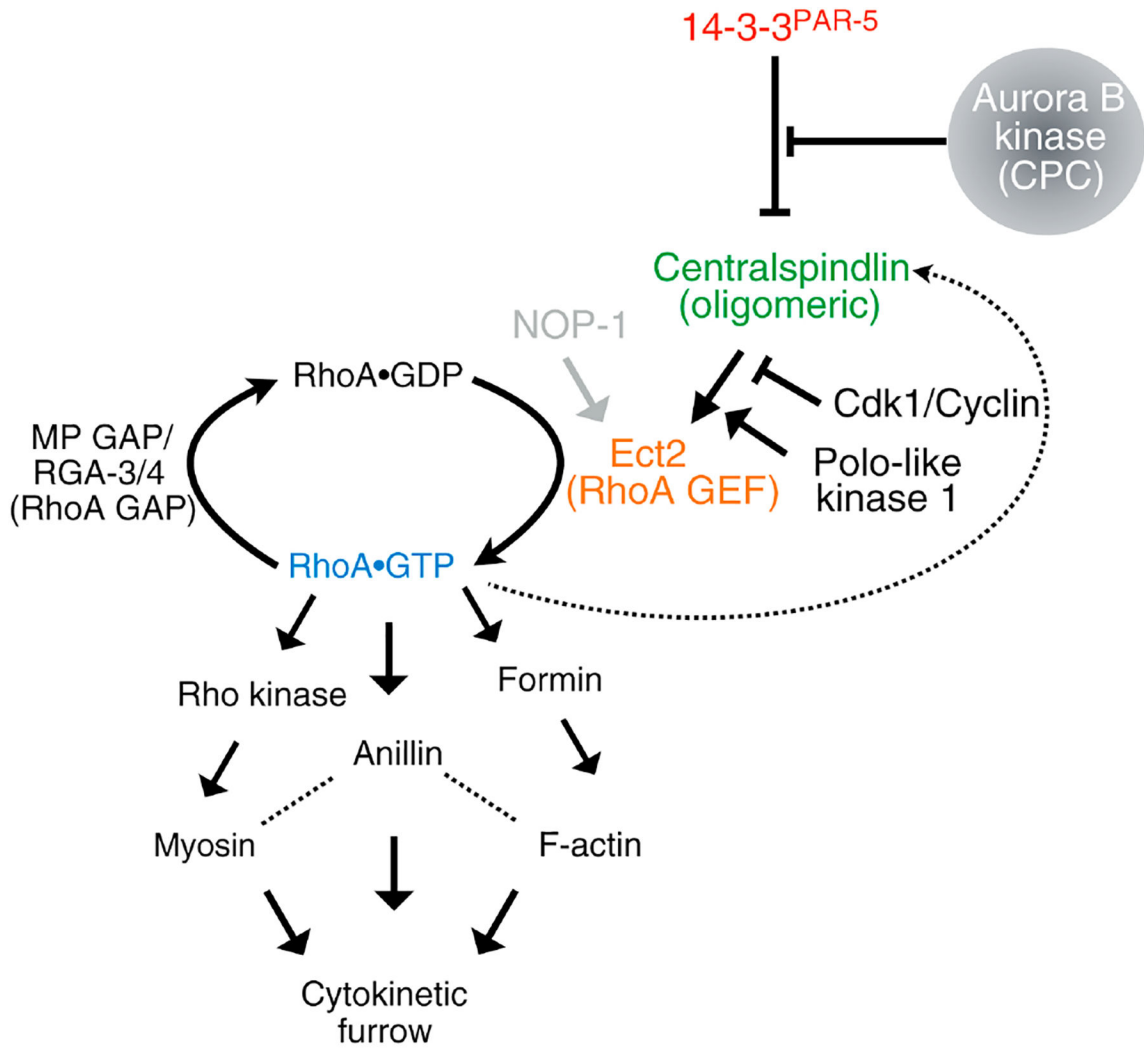 14-3-3PAR-5
Aurora B
kinase
(CPC)
Centralspindlin
(oligomeric)
NOP-1
RhoA•GDP
Cdk1/Cyclin
MP GAP/
RGA-3/4
(RhoA GAP)
Ect2
(RhoA GEF)
Polo-like
kinase 1
RhoA•GTP
Rho kinase
Formin
Anillin
Myosin
F-actin
Cytokinetic
furrow